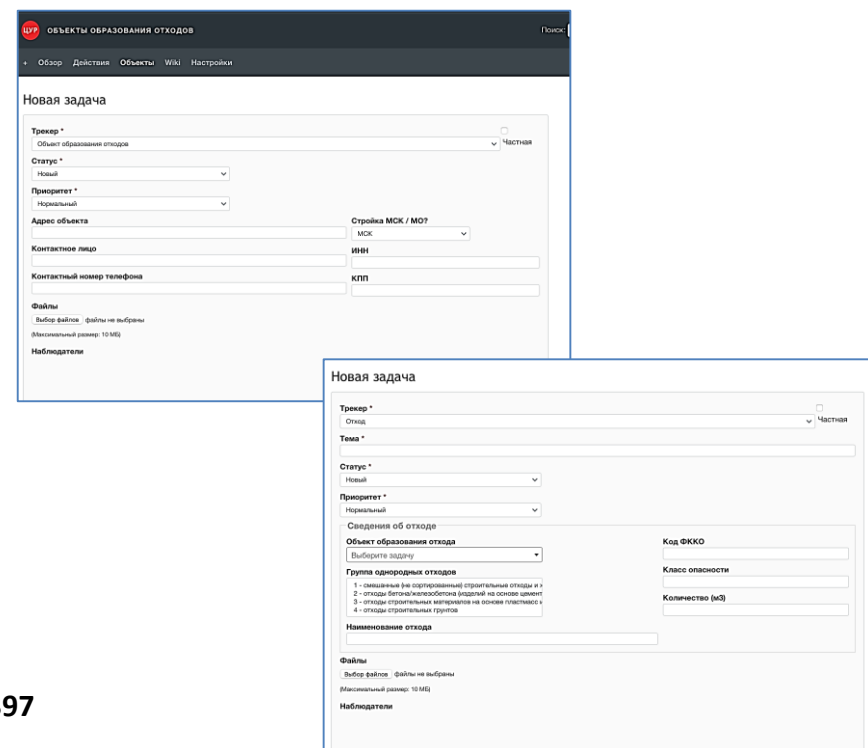 ЦУР ОБЪЕКТЫ ОБРАЗОВАНИЯ ОТХОДОВ Поиск:
+ Обзор Действия Объекты Wiki Настройки
Новая задача
Трекер *
Объект образования отходов Частная
Статус *
Новый
Приоритет *
Нормальный
Адрес объекта Стройка МСК / МО?
МСК
Контактное лицо ИНН
Контактный номер телефона КПП
Файлы
Выбор файлов файлы не выбраны
(Максимальный размер: 10 МБ)
Наблюдатели
Новая задача
Трекер *
Отход Частная
Тема *
Статус *
Новый
Приоритет *
Нормальный
Сведения об отходе
Объект образования отхода Код ФККО
Выберите задачу
Группа однородных отходов Класс опасности
1 - смешанные (не сортированные) строительные отходы и
2 - отходы бетона/железобетона (изделий на основе цемент
3 - отходы строительных материалов на основе пластмасс
4 - отходы строительных грунтов
Количество (м3)
Наименование отхода
Файлы
Выбор файлов файлы не выбраны
(Максимальный размер: 10 МБ)
Наблюдатели
97